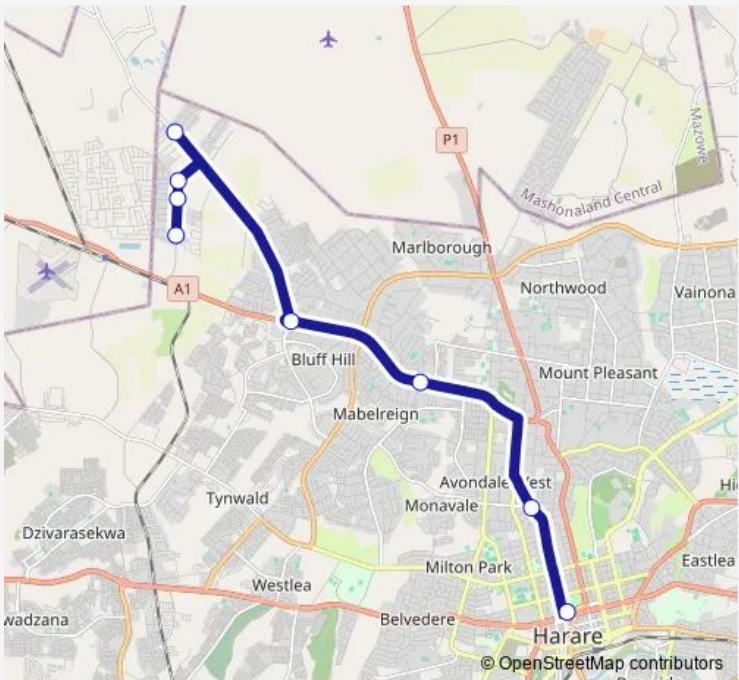 P1
Mazowe
Mashonaland Central
Marlborough
A1
Northwood
Vainona
Bluff Hill
Mount Pleasant
Mabelreign
Tynwald
Avondale West
Monavale
Dzivarasekwa
Milton Park
Eastlea
Westlea
wadzana
Belvedere
Harare
© OpenStreetMap contributors